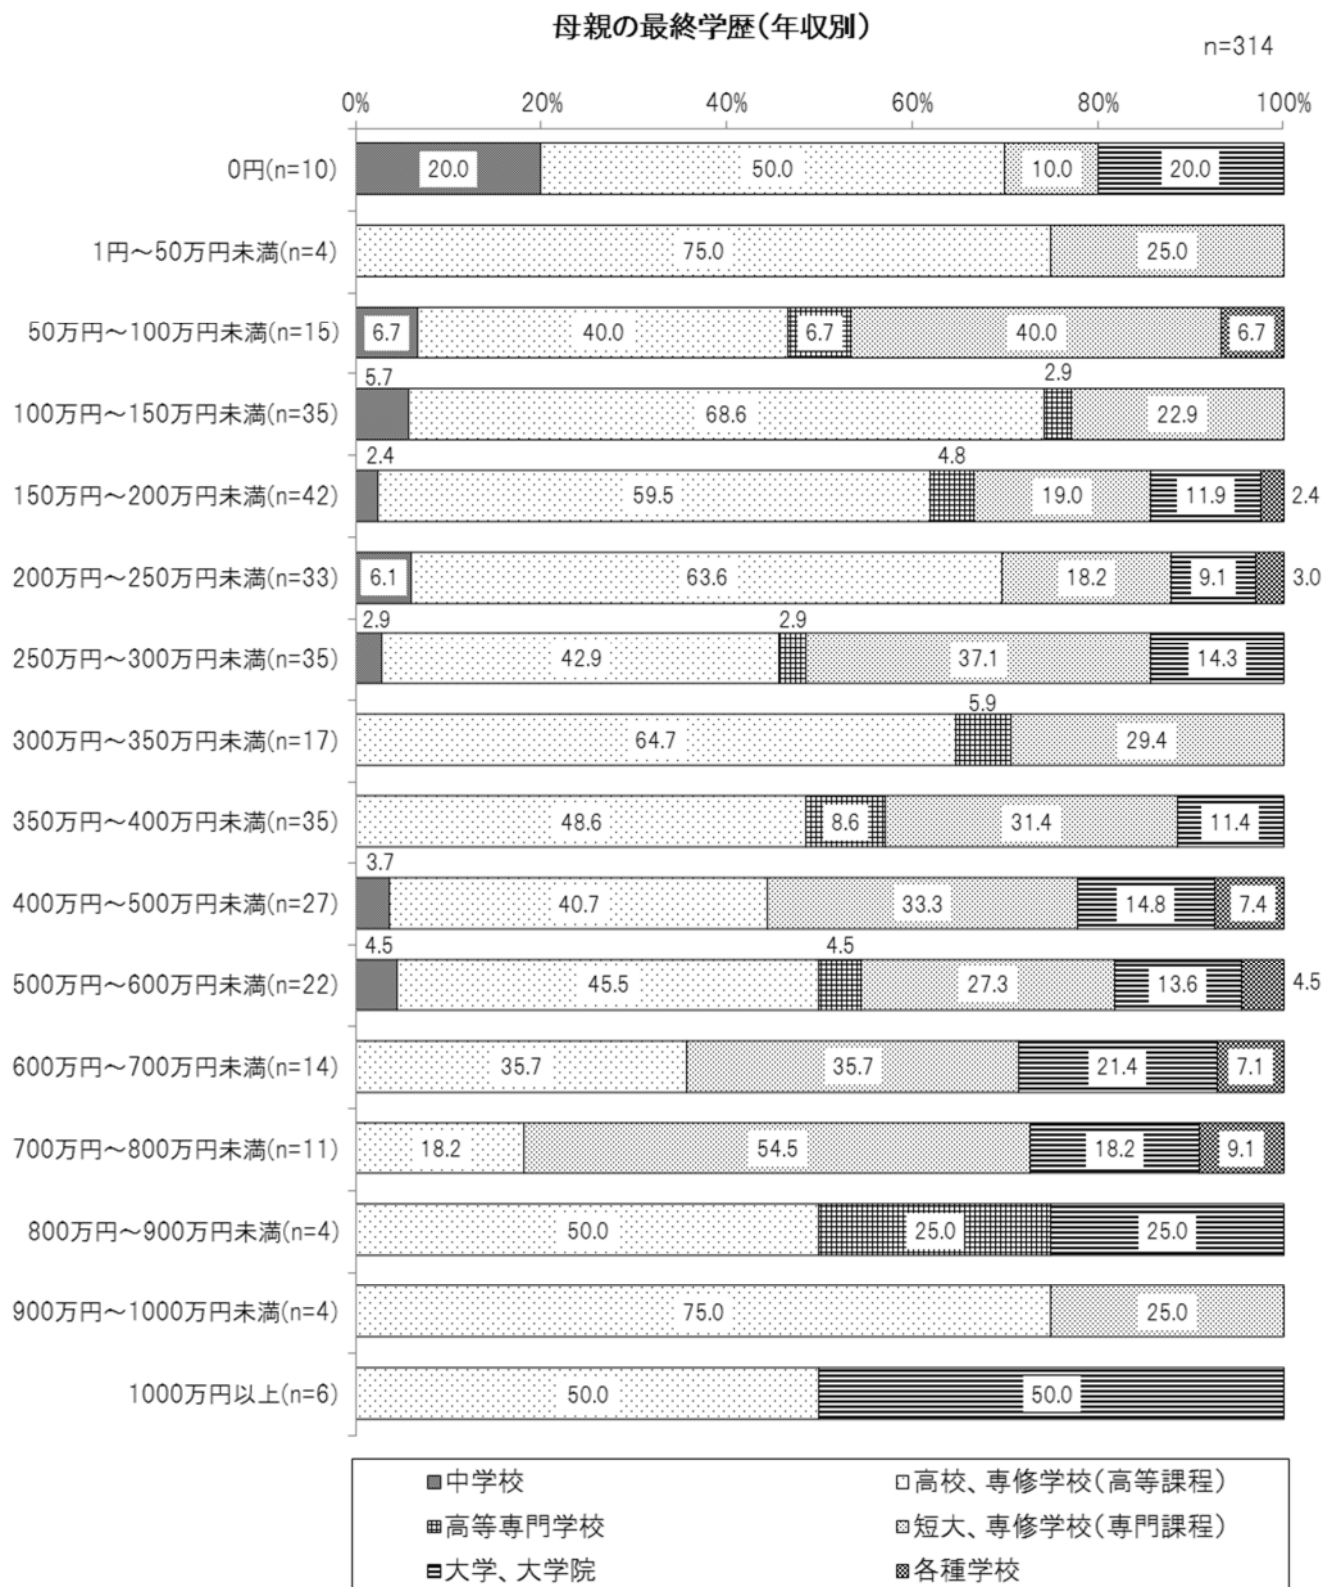 母親の最終学歴(年収別)
n=314
0% 20% 40% 60% 80% 100%
0円(n=10) 20.0 50.0 10.0 20.0
1円～50万円未満(n=4) 75.0 25.0
50万円～100万円未満(n=15) 6.7 40.0 6.7 40.0 6.7
5.7 2.9
100万円～150万円未満(n=35) 68.6 22.9
2.4 4.8
150万円～200万円未満(n=42) 59.5 19.0 11.9 2.4
200万円～250万円未満(n=33) 6.1 63.6 18.2 9.1 3.0
2.9 2.9
250万円～300万円未満(n=35) 42.9 37.1 14.3
5.9
300万円～350万円未満(n=17) 64.7 29.4
350万円～400万円未満(n=35) 48.6 8.6 31.4 11.4
3.7
400万円～500万円未満(n=27) 40.7 33.3 14.8 7.4
4.5 4.5
500万円～600万円未満(n=22) 45.5 27.3 13.6 4.5
600万円～700万円未満(n=14) 35.7 35.7 21.4 7.1
700万円～800万円未満(n=11) 18.2 54.5 18.2 9.1
800万円～900万円未満(n=4) 50.0 25.0 25.0
900万円～1000万円未満(n=4) 75.0 25.0
1000万円以上(n=6) 50.0 50.0
中学校 高校、専修学校(高等課程)
高等専門学校 短大、専修学校(専門課程)
大学、大学院 各種学校